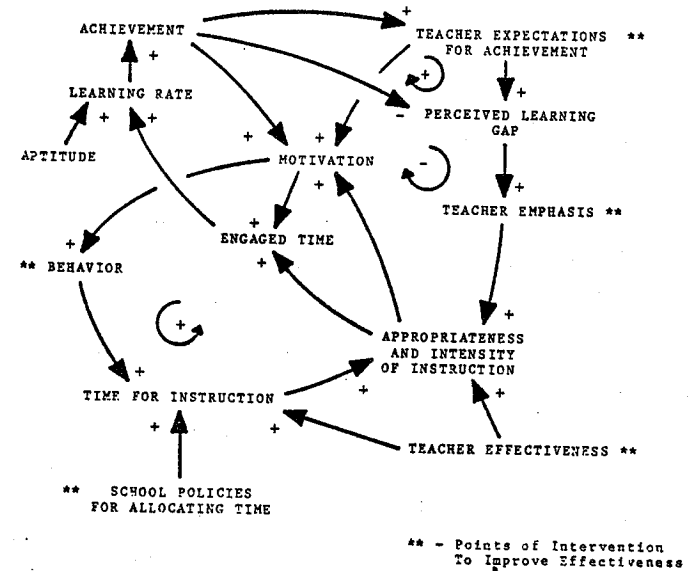 ACHIEVEMENT
+
TEACHER EXPECTATIONS **
FOR ACHIEVEMENT
+
+
+
LEARNING RATE
+ +
- PERCEIVED LEARNING
GAP
APTITUDE
+ +
MOTIVATION
+
-
+
TEACHER EMPHASIS **
+
ENGAGED TIME
+
+
** BEHAVIOR
+
+
APPROPRIATENESS
AND INTENSITY
OF INSTRUCTION
+
TIME FOR INSTRUCTION
+
+
+ +
TEACHER EFFECTIVENESS **
** SCHOOL POLICIES
FOR ALLOCATING TIME
** - Points of Intervention
To Improve Effectiveness